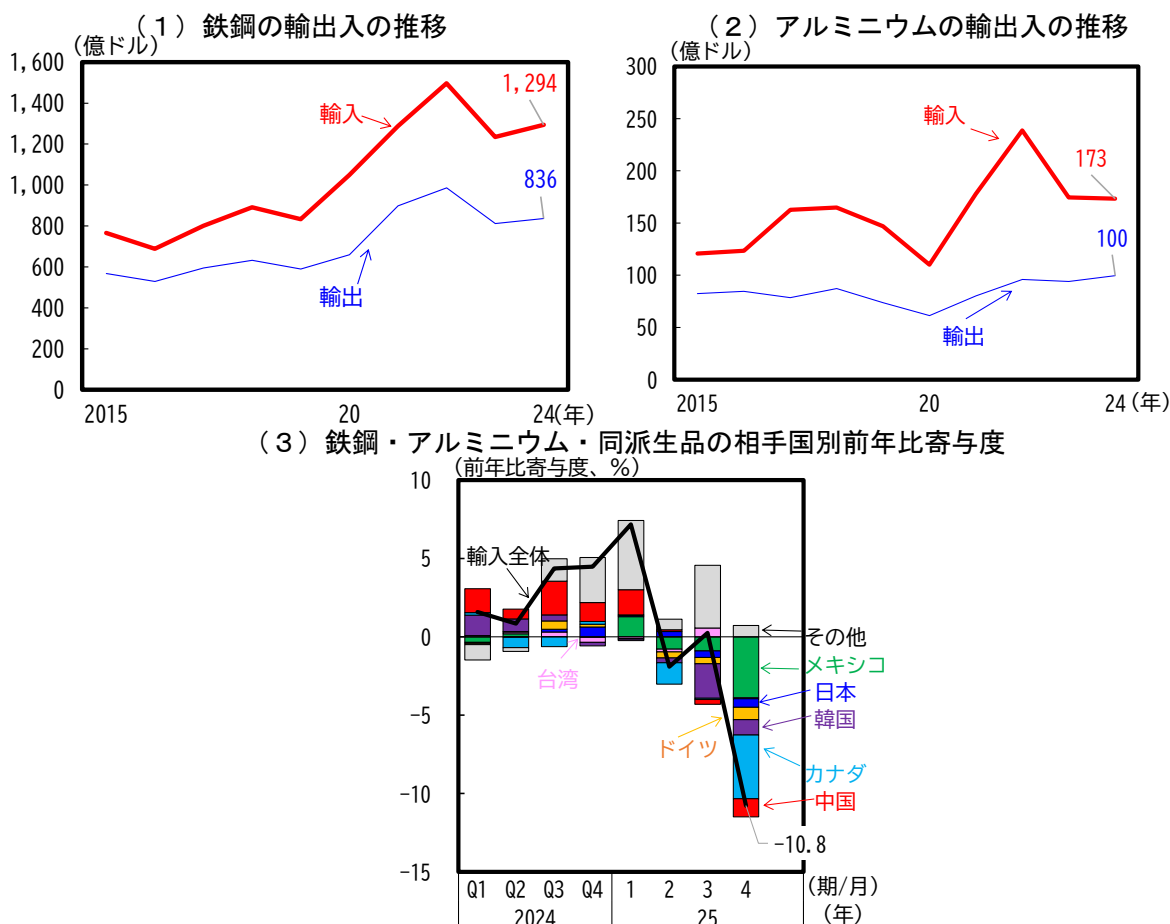 （１）鉄鋼の輸出入の推移
(億ドル)
1,600
1,400
1,200
1,000
800
600
400
200
0
輸入
1,294
836
輸出
2015
20
24(年)
（２）アルミニウムの輸出入の推移
(億ドル)
300
250
200
150
100
50
0
輸入
173
100
輸出
2015
20
24(年)
（３）鉄鋼・アルミニウム・同派生品の相手国別前年比寄与度
(前年比寄与度、%)
10
5
0
-5
-10
-15
輸入全体
台湾
ドイツ
その他
メキシコ
日本
韓国
カナダ
中国
-10.8
Q1 Q2 Q3 Q4 1 2 3 4 (期/月)
2024 25 (年)